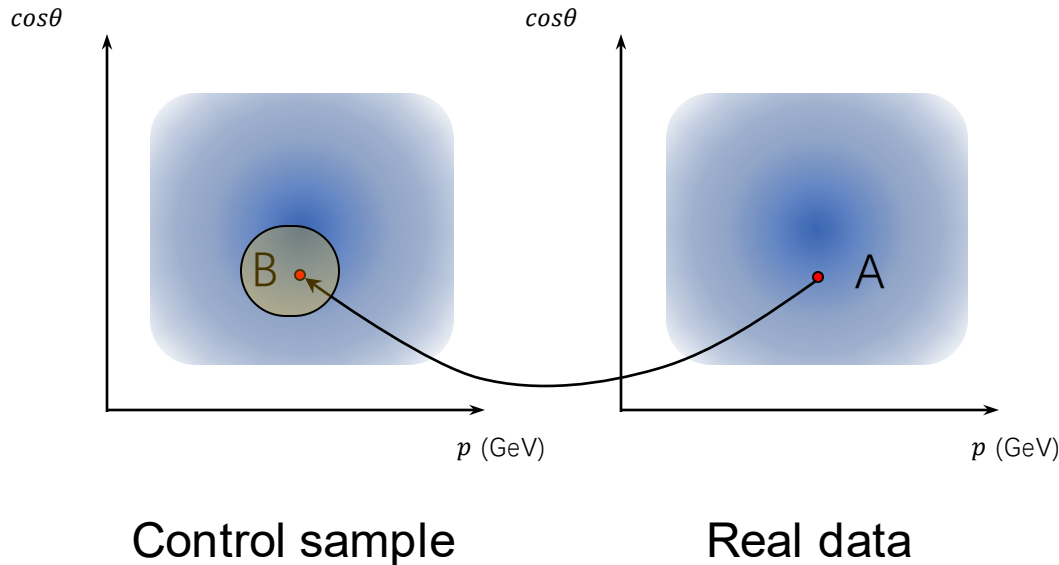 cosθ
cosθ
B
A
p (GeV)
p (GeV)
Control sample
Real data